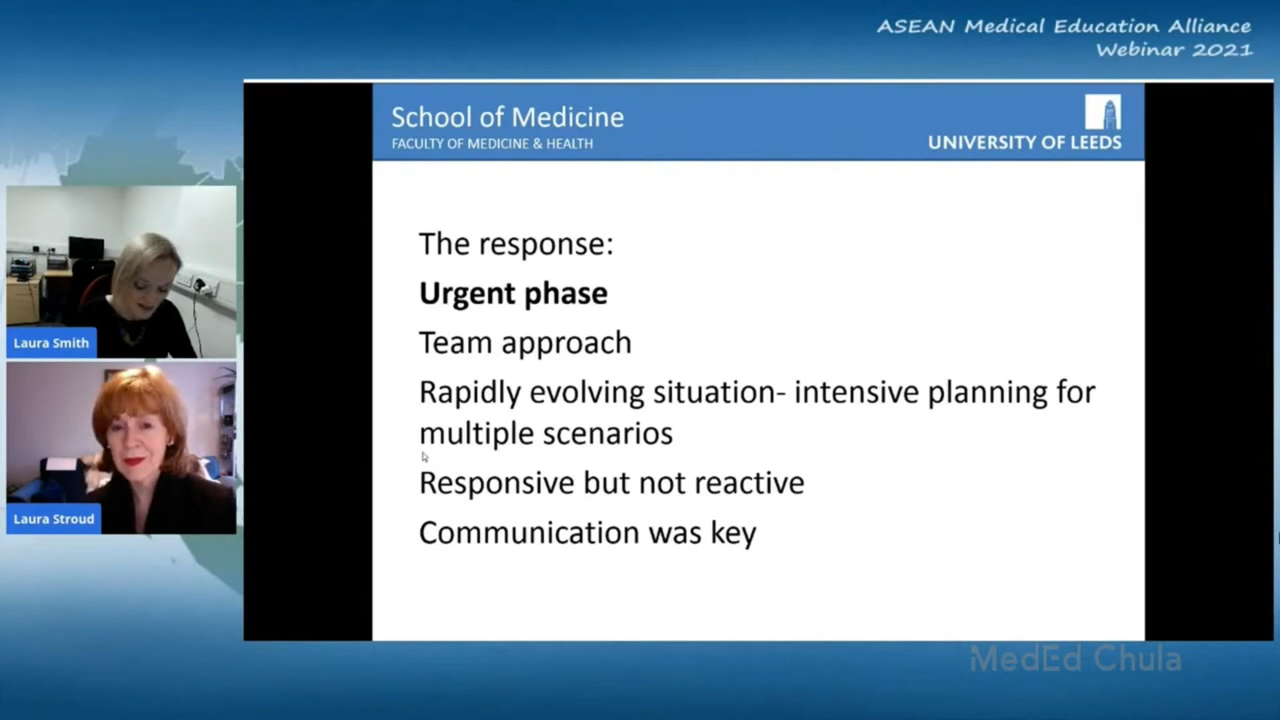 ASEAN Medical Education Alliance
Webinar 2021
School of Medicine
FACULTY OF MEDICINE & HEALTH
UNIVERSITY OF LEEDS
The response:
Urgent phase
Team approach
Rapidly evolving situation- intensive planning for
multiple scenarios
Responsive but not reactive
Communication was key
Laura Smith
Laura Stroud
MedEd Chula